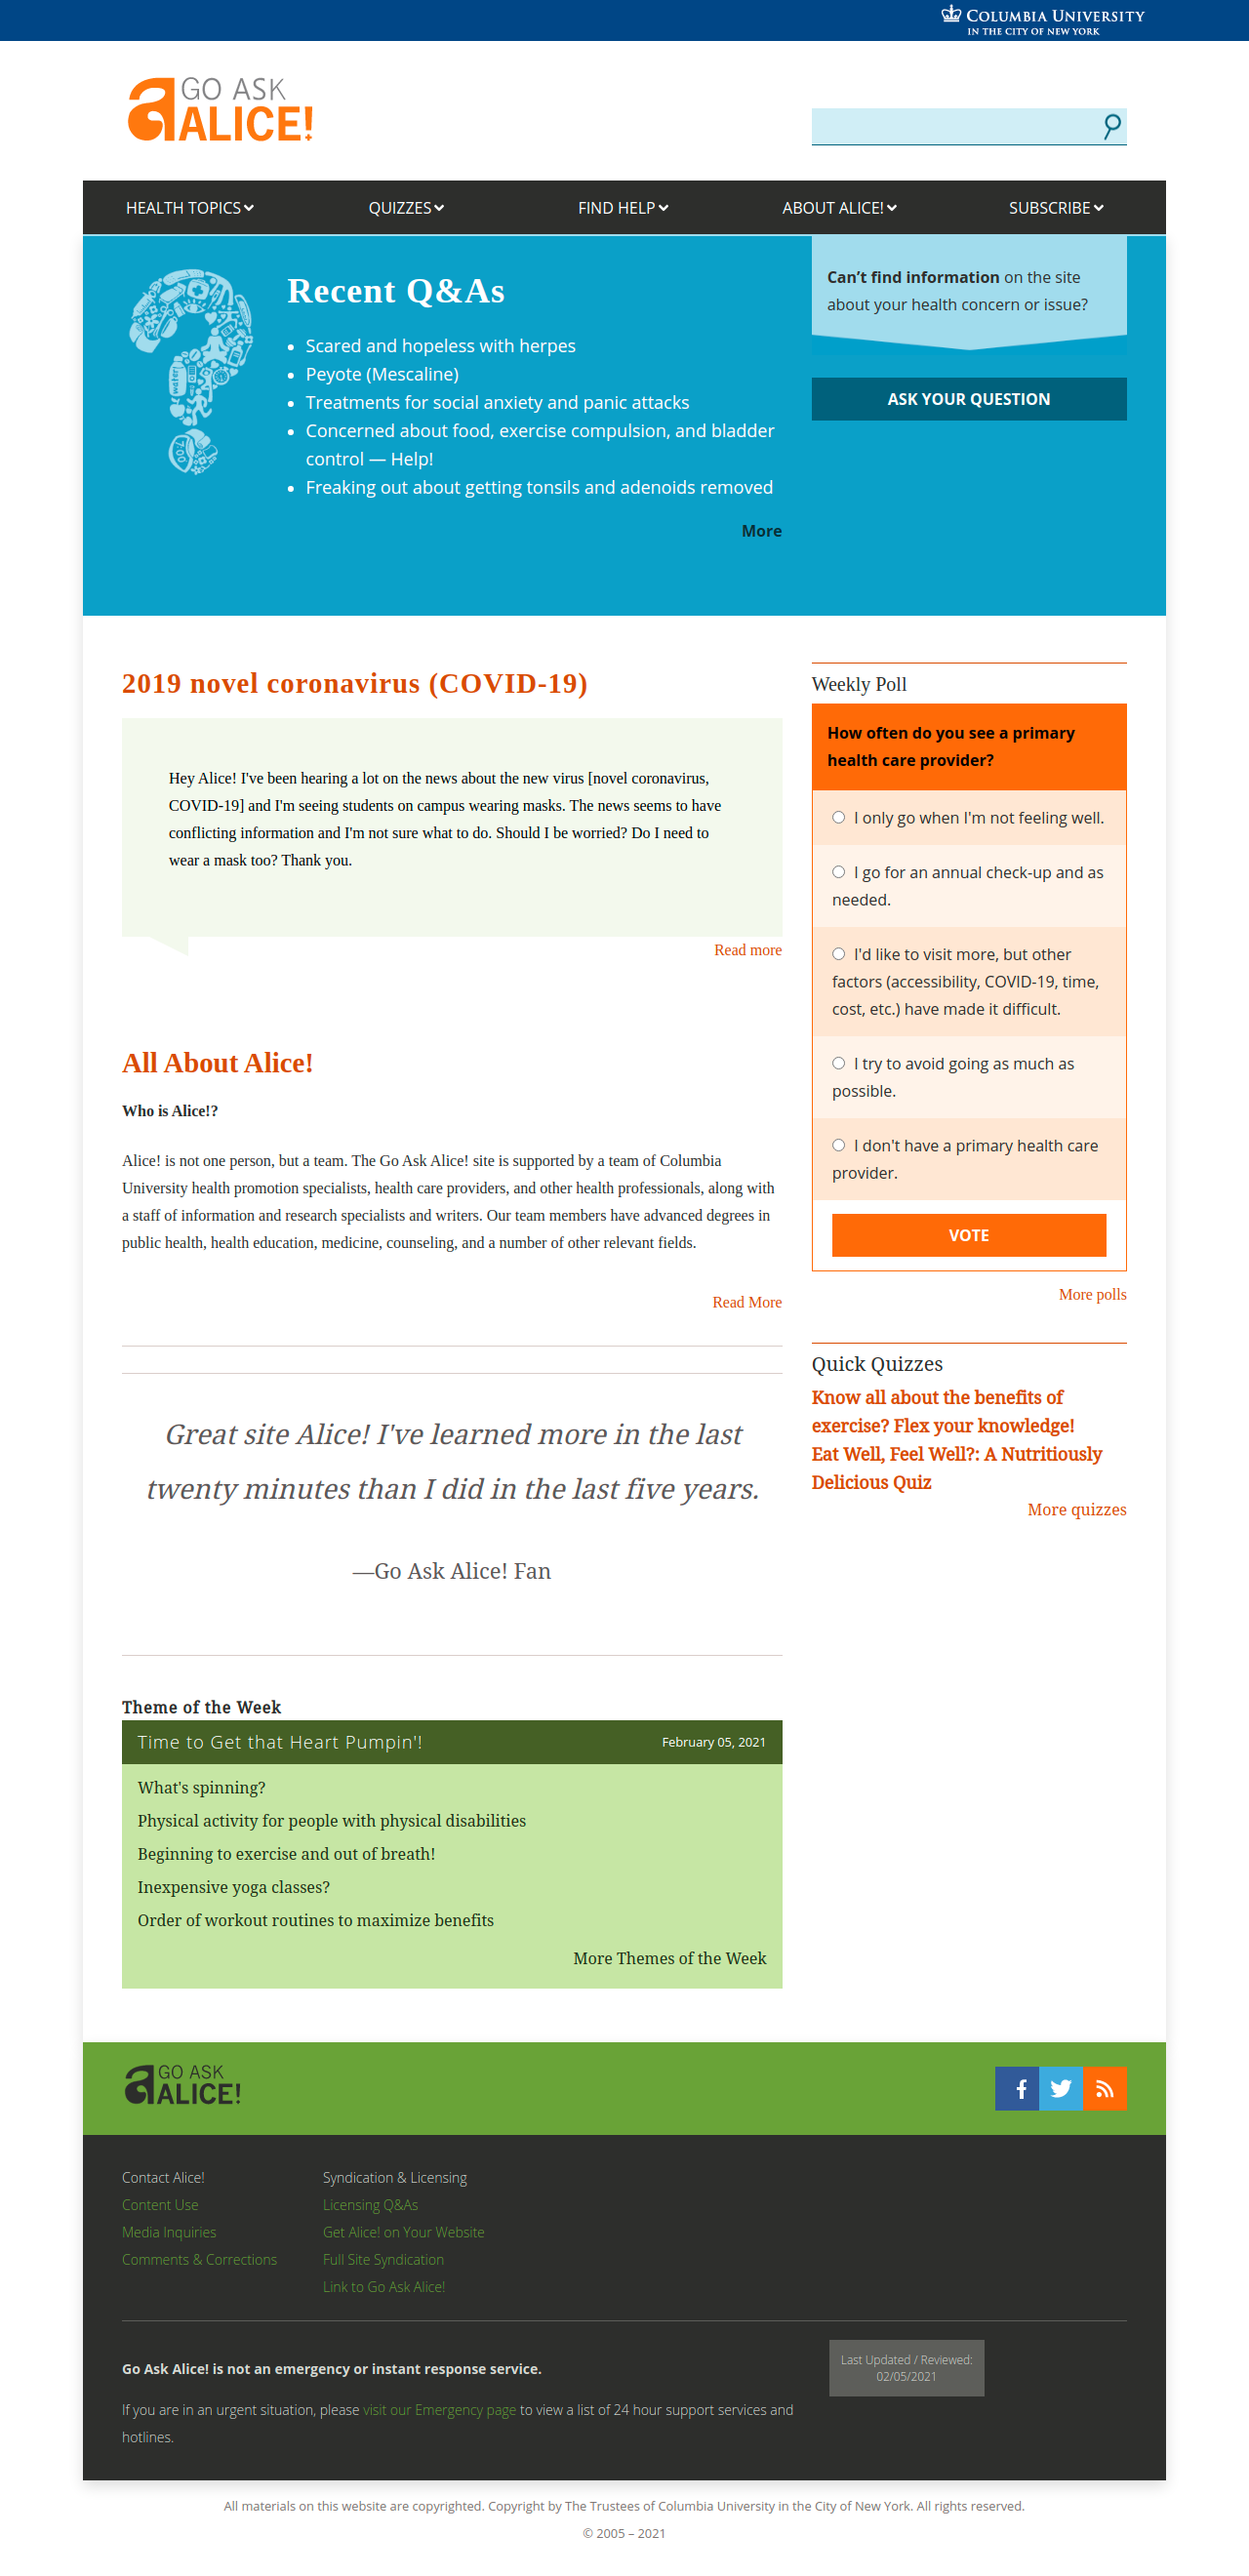 COLUMBIA UNIVERSITY
IN THE CITY OF NEW YORK
GO ASK
ALICE!
HEALTH TOPICS
QUIZZES
FIND HELP
ABOUT ALICE!
SUBSCRIBE
Recent Q&As
Scared and hopeless with herpes
Peyote (Mescaline)
Treatments for social anxiety and panic attacks
Concerned about food, exercise compulsion, and bladder
control — Help!
Freaking out about getting tonsils and adenoids removed
More
Can’t find information on the site
about your health concern or issue?
ASK YOUR QUESTION
2019 novel coronavirus (COVID-19)
Hey Alice! I've been hearing a lot on the news about the new virus [novel coronavirus,
COVID-19] and I'm seeing students on campus wearing masks. The news seems to have
conflicting information and I'm not sure what to do. Should I be worried? Do I need to
wear a mask too? Thank you.
Read more
All About Alice!
Who is Alice!?
Alice! is not one person, but a team. The Go Ask Alice! site is supported by a team of Columbia
University health promotion specialists, health care providers, and other health professionals, along with
a staff of information and research specialists and writers. Our team members have advanced degrees in
public health, health education, medicine, counseling, and a number of other relevant fields.
Read More
Great site Alice! I've learned more in the last
twenty minutes than I did in the last five years.
—Go Ask Alice! Fan
Theme of the Week
Time to Get that Heart Pumpin'!
February 05, 2021
What's spinning?
Physical activity for people with physical disabilities
Beginning to exercise and out of breath!
Inexpensive yoga classes?
Order of workout routines to maximize benefits
More Themes of the Week
Weekly Poll
How often do you see a primary
health care provider?
I only go when I'm not feeling well.
I go for an annual check-up and as
needed.
I'd like to visit more, but other
factors (accessibility, COVID-19, time,
cost, etc.) have made it difficult.
I try to avoid going as much as
possible.
I don't have a primary health care
provider.
VOTE
More polls
Quick Quizzes
Know all about the benefits of
exercise? Flex your knowledge!
Eat Well, Feel Well?: A Nutritiously
Delicious Quiz
More quizzes
GO ASK
ALICE!
Contact Alice!
Content Use
Media Inquiries
Comments & Corrections
Syndication & Licensing
Licensing Q&As
Get Alice! on Your Website
Full Site Syndication
Link to Go Ask Alice!
Go Ask Alice! is not an emergency or instant response service.
If you are in an urgent situation, please visit our Emergency page to view a list of 24 hour support services and
hotlines.
Last Updated / Reviewed:
02/05/2021
All materials on this website are copyrighted. Copyright by The Trustees of Columbia University in the City of New York. All rights reserved.
© 2005 – 2021